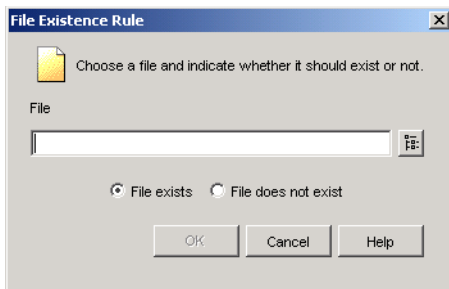 File Existence Rule
Choose a file and indicate whether it should exist or not.
File
File exists File does not exist
OK Cancel Help